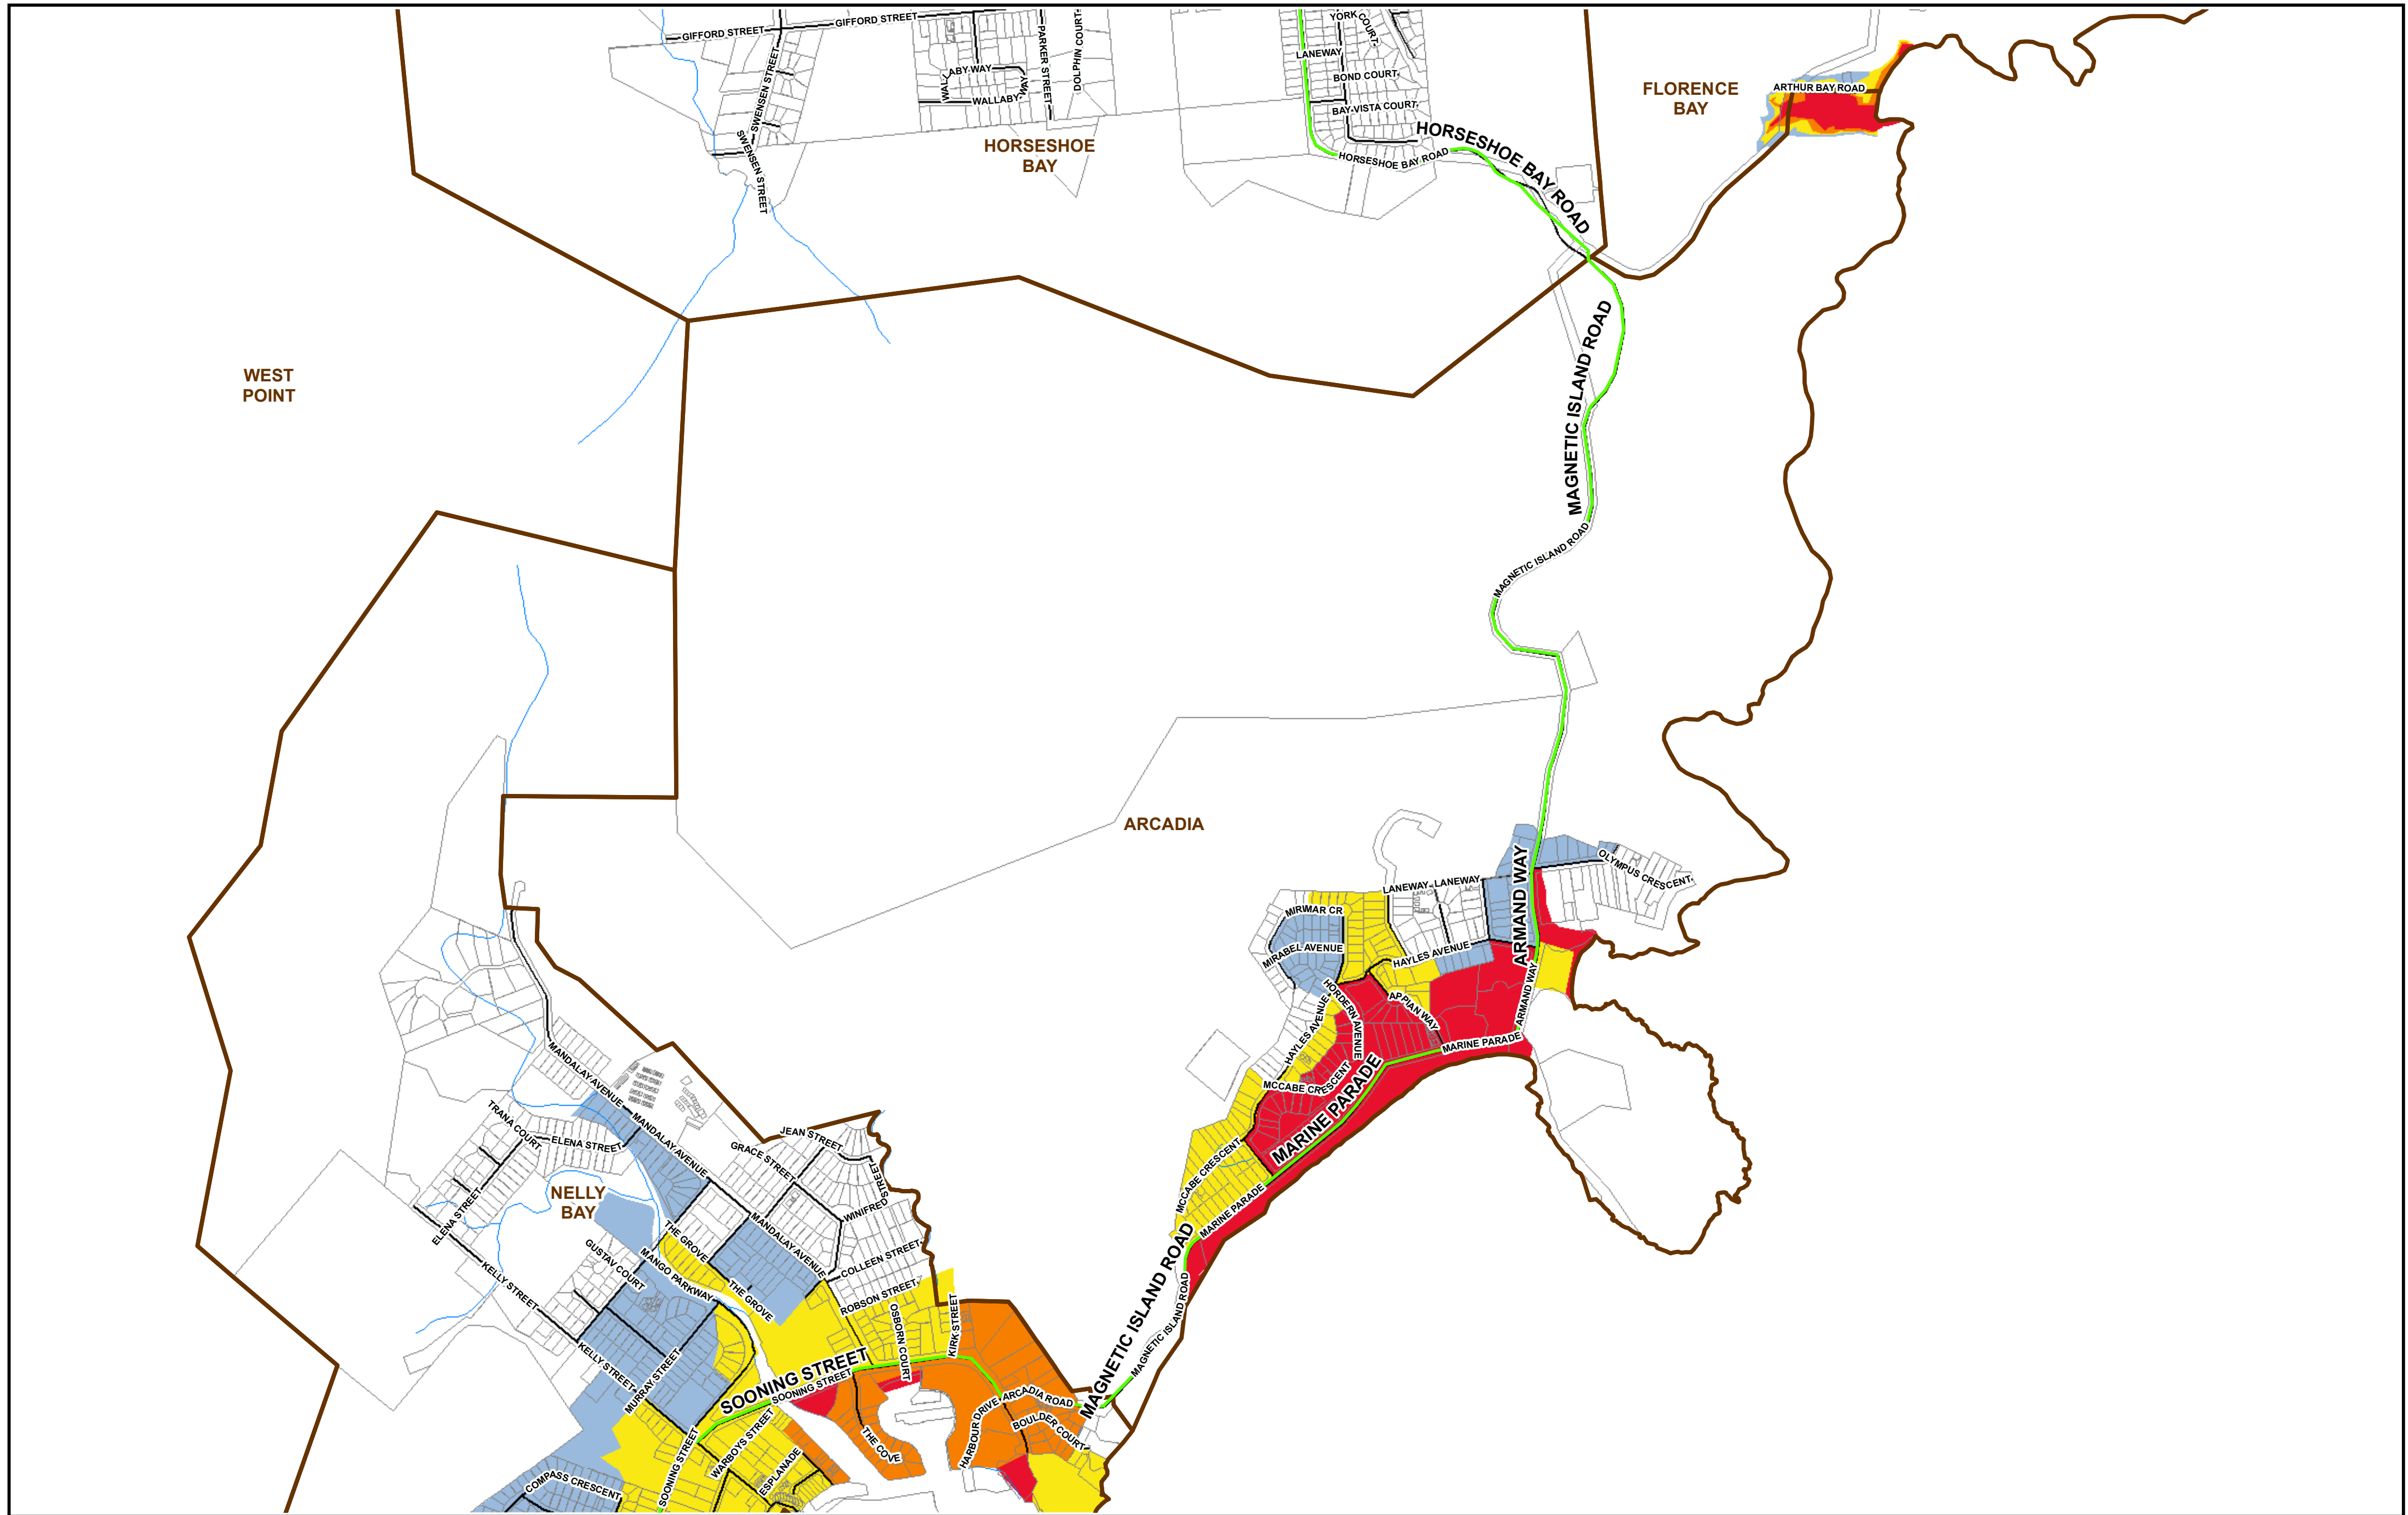 GIFFORD STREET
GIFFORD STREET
SWENSEN STREET
SWENSEN STREET
WALL
ABY WAY
WALLABY WAY
PARKER STREET
DOLPHIN COURT
HORSESHOE
BAY
YORK COURT
LANEWAY
BOND COURT
BAY VISTA COURT
HORSESHOE BAY ROAD
HORSESHOE BAY ROAD
FLORENCE
BAY
ARTHUR BAY ROAD
WEST
POINT
MAGNETIC ISLAND ROAD
MAGNETIC ISLAND ROAD
ARCADIA
ARMAND WAY
ARMAND WAY
OLYMPUS CRESCENT
LANEWAY
LANEWAY
MIRMAR CR
MIRABEL AVENUE
HAYLES AVENUE
HAYLES AVENUE
HORDERN AVENUE
APPIAN WAY
MARINE PARADE
MARINE PARADE
MARINE PARADE
MCCABE CRESCENT
MCCABE CRESCENT
MAGNETIC ISLAND ROAD
MAGNETIC ISLAND ROAD
MANDALAY AVENUE
MANDALAY AVENUE
MANDALAY AVENUE
TRANA COURT
ELENA STREET
ELENA STREET
NELLY
BAY
JEAN STREET
GRACE STREET
WINIFRED STREET
COLLEEN STREET
ROBSON STREET
THE GROVE
THE GROVE
MANGO PARKWAY
GUSTAV COURT
KELLY STREET
KELLY STREET
MURRAY STREET
OSBORN COURT
KIRK STREET
SOONING STREET
SOONING STREET
SOONING STREET
WARBOYS STREET
ESPLANADE
THE COVE
HARBOUR DRIVE
ARCADIA ROAD
BOULDER COURT
COMPASS CRESCENT